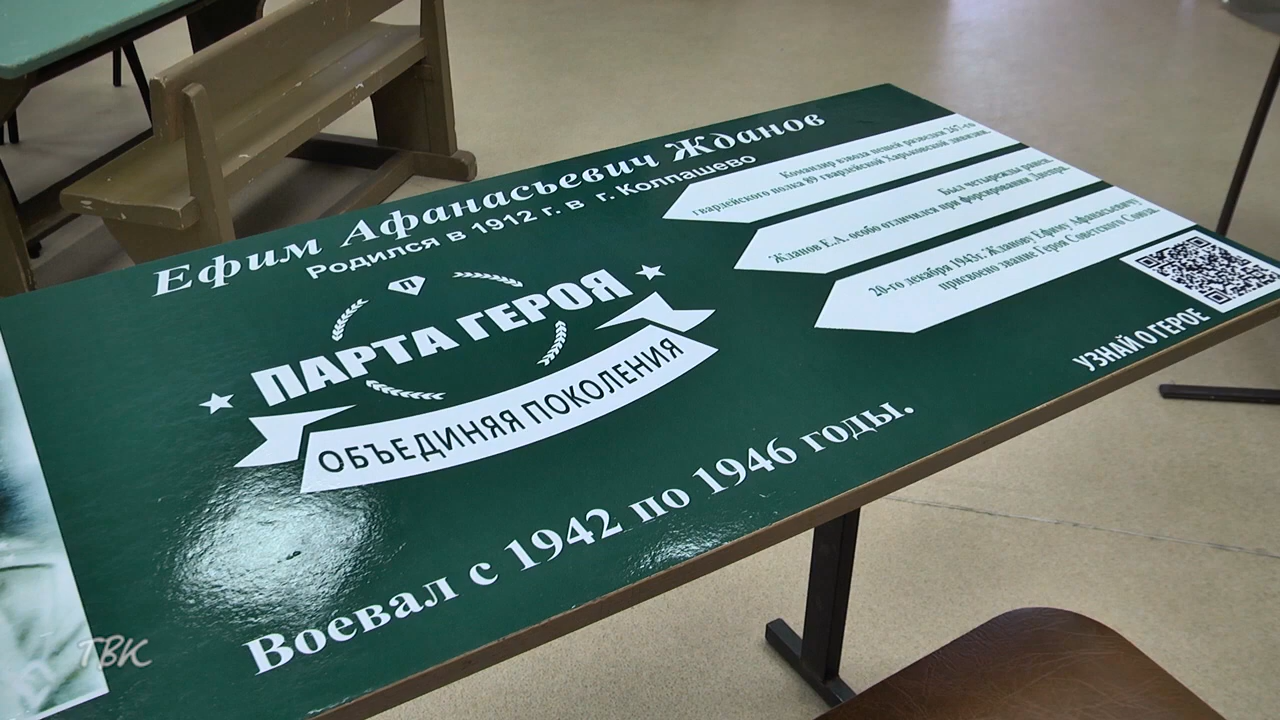 Ефим Афанасьевич Жданов
Родился в 1912 г. в г. Колпашево
П
ПАРТА ГЕРОЯ
ОБЪЕДИНЯЯ ПОКОЛЕНИЯ
Воевал с 1942 по 1946 годы.
Командир взвода пешей разведки 267-го
гвардейского полка 89 гвардейской Харьковской дивизии.
Был четырежды ранен.
Жданов Е.А. особо отличился при форсировании Днепра.
20-го декабря 1943г. Жданову Ефиму Афанасьевичу
присвоено звание Героя Советского Союза.
УЗНАЙ О ГЕРОЕ
ТВК